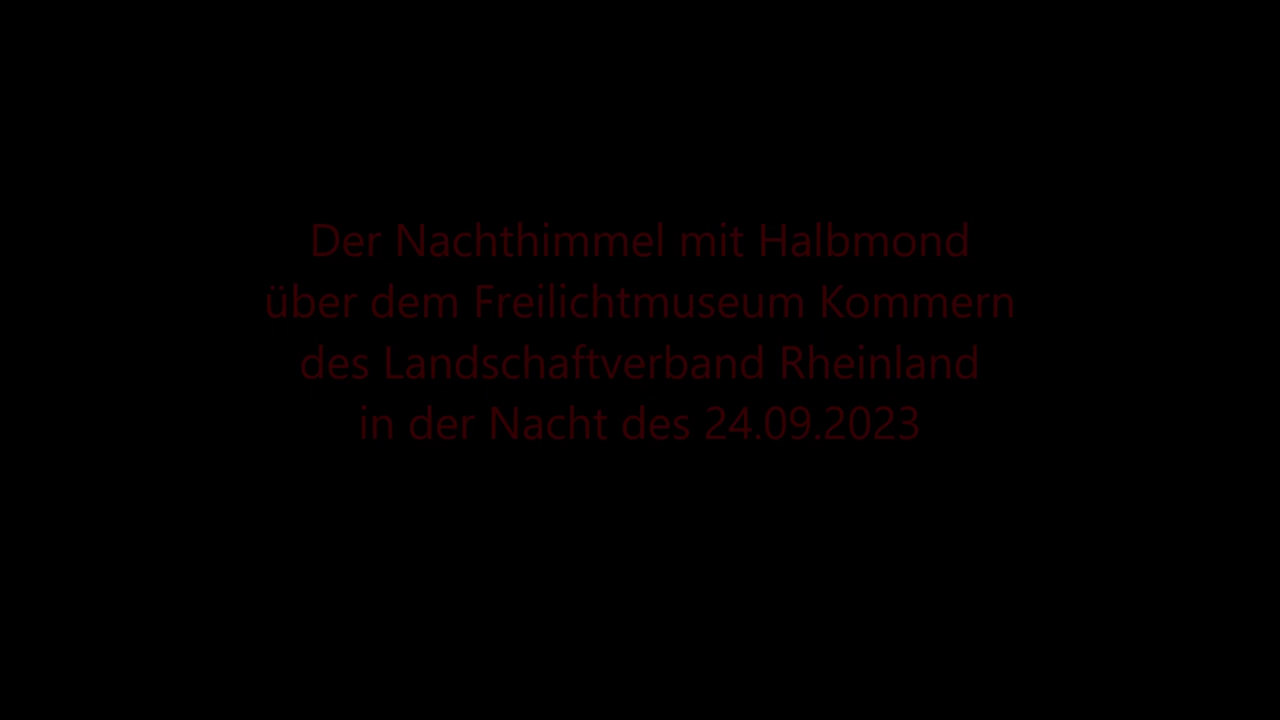 Der Nachthimmel mit Halbmond
über dem Freilichtmuseum Kommern
des Landschaftverband Rheinland
in der Nacht des 24.09.2023